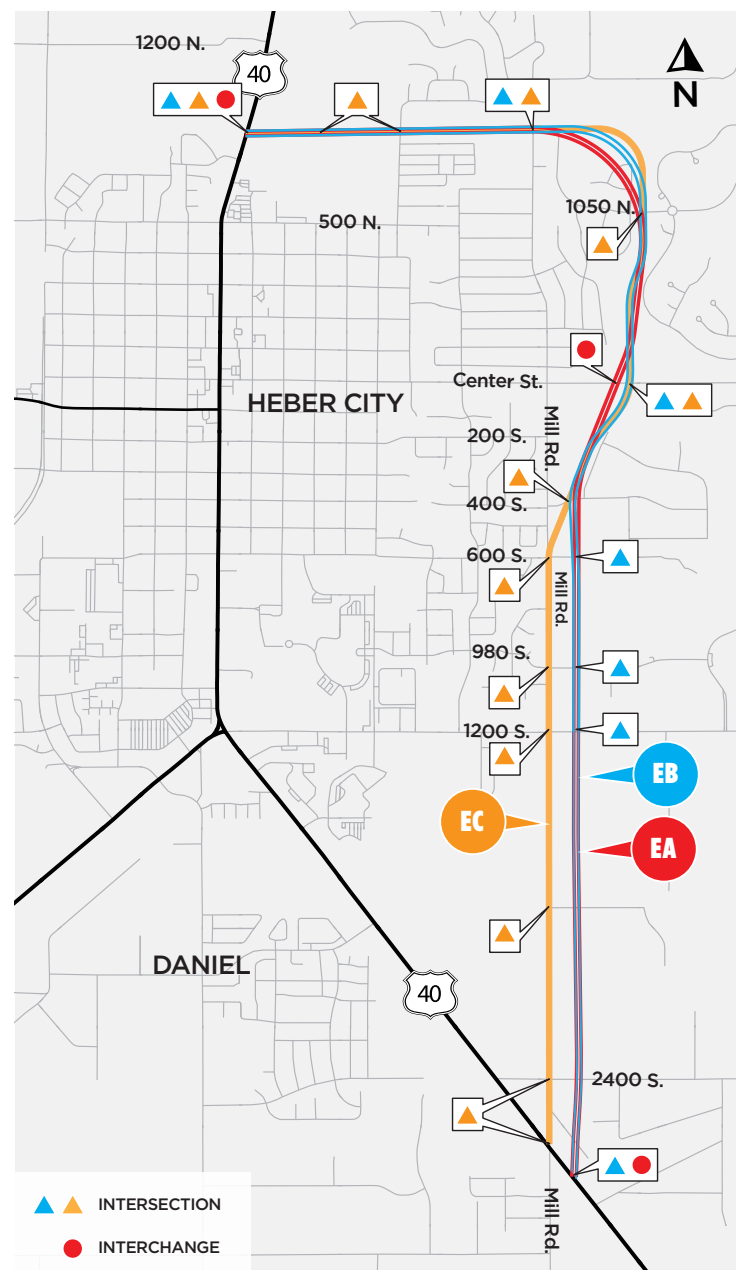 1200 N.
40
N
1050 N.
500 N.
Center St.
HEBER CITY
Mill Rd.
200 S.
400 S.
600 S.
Mill Rd.
980 S.
1200 S.
EB
EC
EA
DANIEL
40
2400 S.
Mill Rd.
INTERSECTION
INTERCHANGE